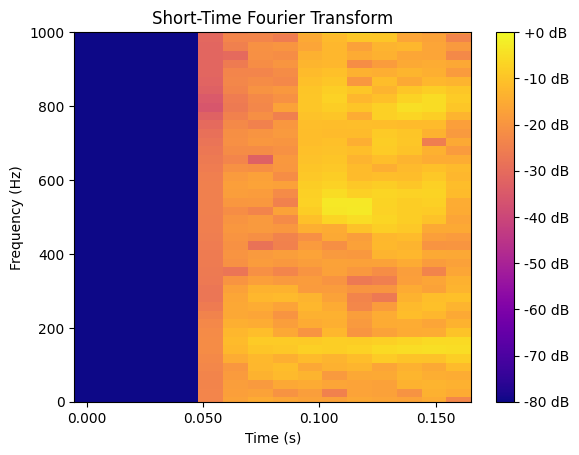 Short-Time Fourier Transform
1000
800
600
400
200
0
Frequency (Hz)
0.000
0.050
0.100
0.150
Time (s)
+0 dB
-10 dB
-20 dB
-30 dB
-40 dB
-50 dB
-60 dB
-70 dB
-80 dB